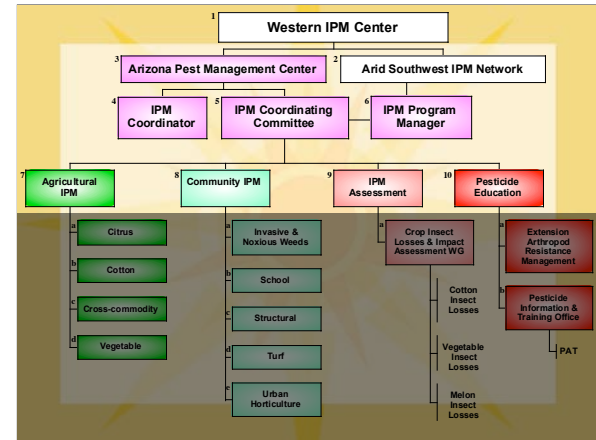 1
Western IPM Center
3
Arizona Pest Management Center
2
Arid Southwest IPM Network
4
IPM
Coordinator
5
IPM Coordinating
Committee
6
IPM Program
Manager
7
Agricultural
IPM
8
Community IPM
9
IPM
Assessment
10
Pesticide
Education
a
Citrus
b
Cotton
c
Cross-commodity
d
Vegetable
a
Invasive &
Noxious Weeds
b
School
c
Structural
d
Turf
e
Urban
Horticulture
a
Crop Insect
Losses & Impact
Assessment WG
Cotton
Insect
Losses
Vegetable
Insect
Losses
Melon
Insect
Losses
a
Extension
Arthropod
Resistance
Management
b
Pesticide
Information &
Training Office
PAT